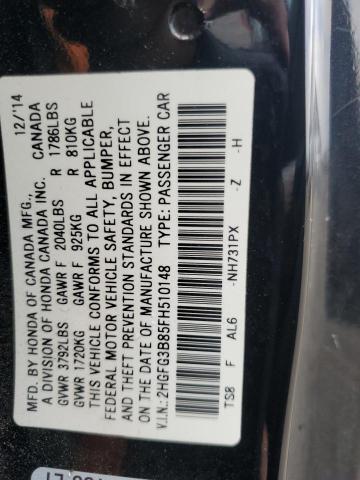 MFD. BY HONDA OF CANADA MFG., 12/'14
A DIVISION OF HONDA CANADA INC. CANADA
GVWR 3792LBS GAWR F 2040LBS R 1786LBS
GVWR 1720KG GAWR F 925KG R 810KG
THIS VEHICLE CONFORMS TO ALL APPLICABLE
FEDERAL MOTOR VEHICLE SAFETY, BUMPER,
AND THEFT PREVENTION STANDARDS IN EFFECT
ON THE DATE OF MANUFACTURE SHOWN ABOVE.
V.I.N.: 2HGFG3B85FH510148 TYPE: PASSENGER CAR
TS8 F AL6 -NH731PX -Z -H